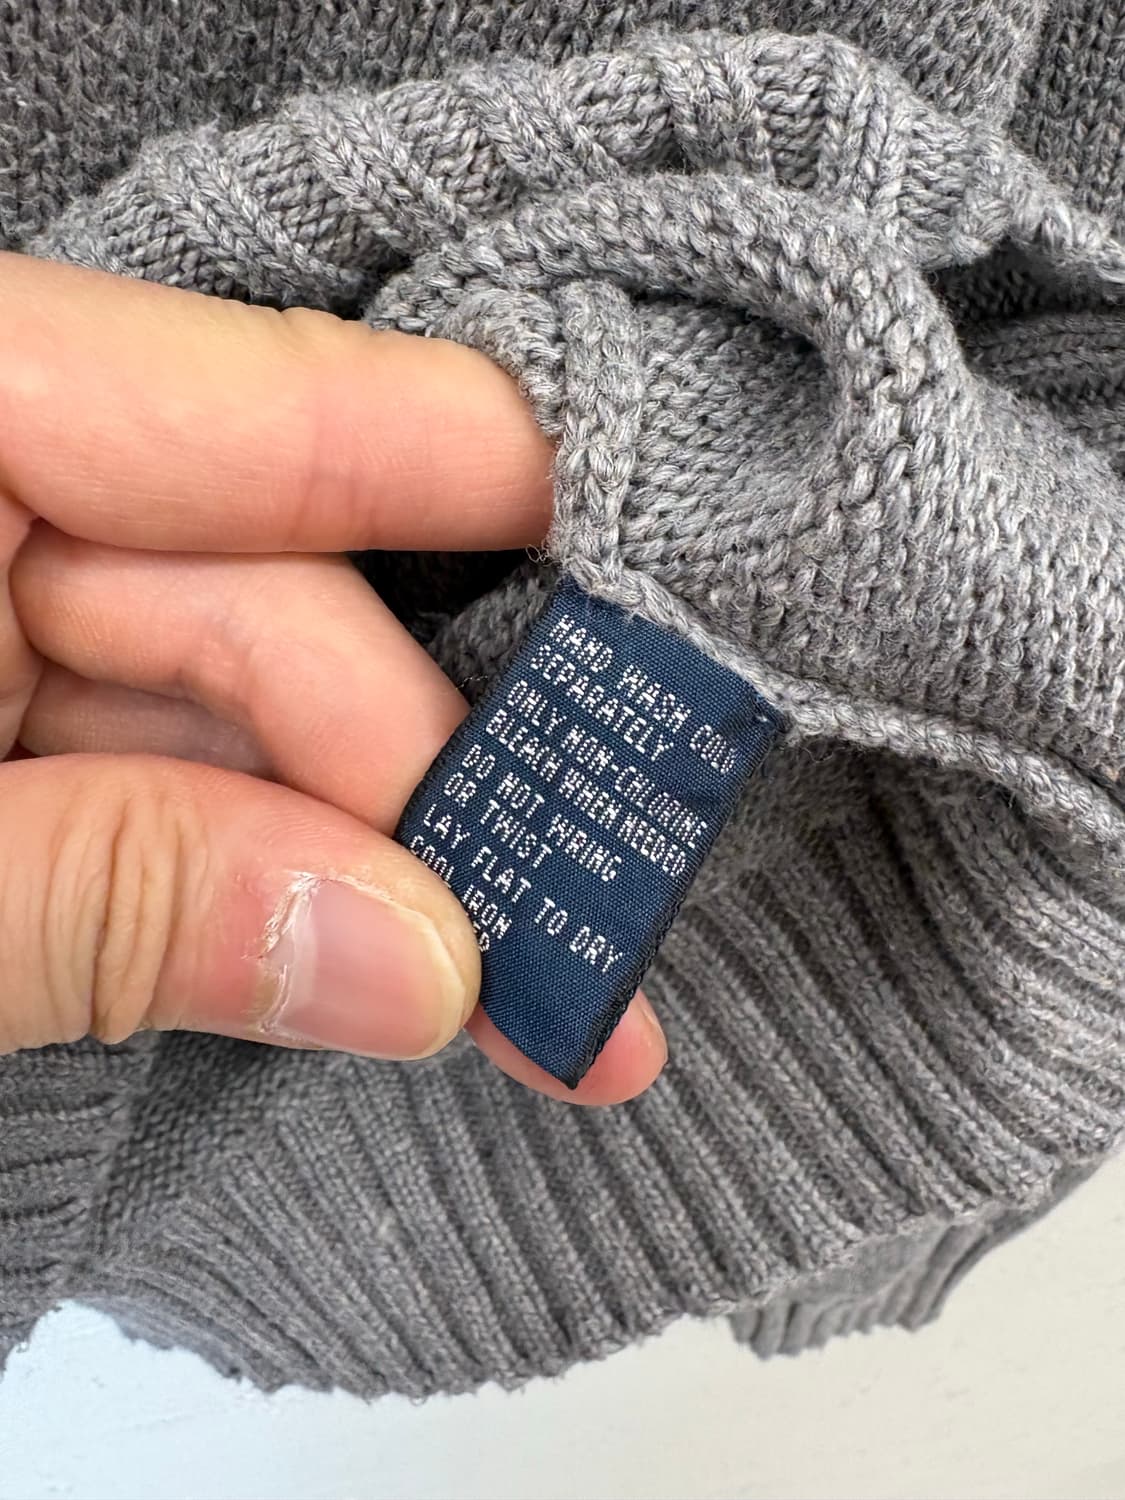 HAND WASH COLD
SEPARATELY
ONLY NON-CHLORINE
BLEACH WHEN NEEDED
DO NOT WRING
OR TWIST
LAY FLAT TO DRY
COOL IRON